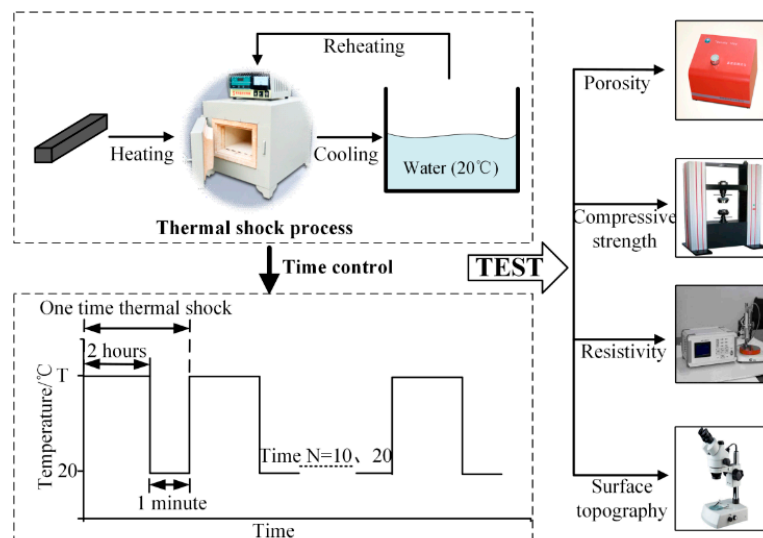 Reheating
Heating
Cooling
Water (20℃)
Thermal shock process
Time control
One time thermal shock
2 hours
T
Temperature/℃
20
1 minute
Time N=10、20
Time
TEST
Porosity
Compressive
strength
Resistivity
Surface
topography